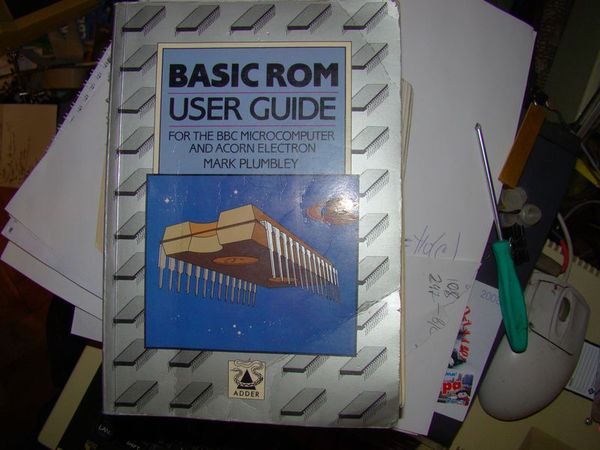 BASIC ROM
USER GUIDE
FOR THE BBC MICROCOMPUTER
AND ACORN ELECTRON
MARK PLUMBLEY
ADDER